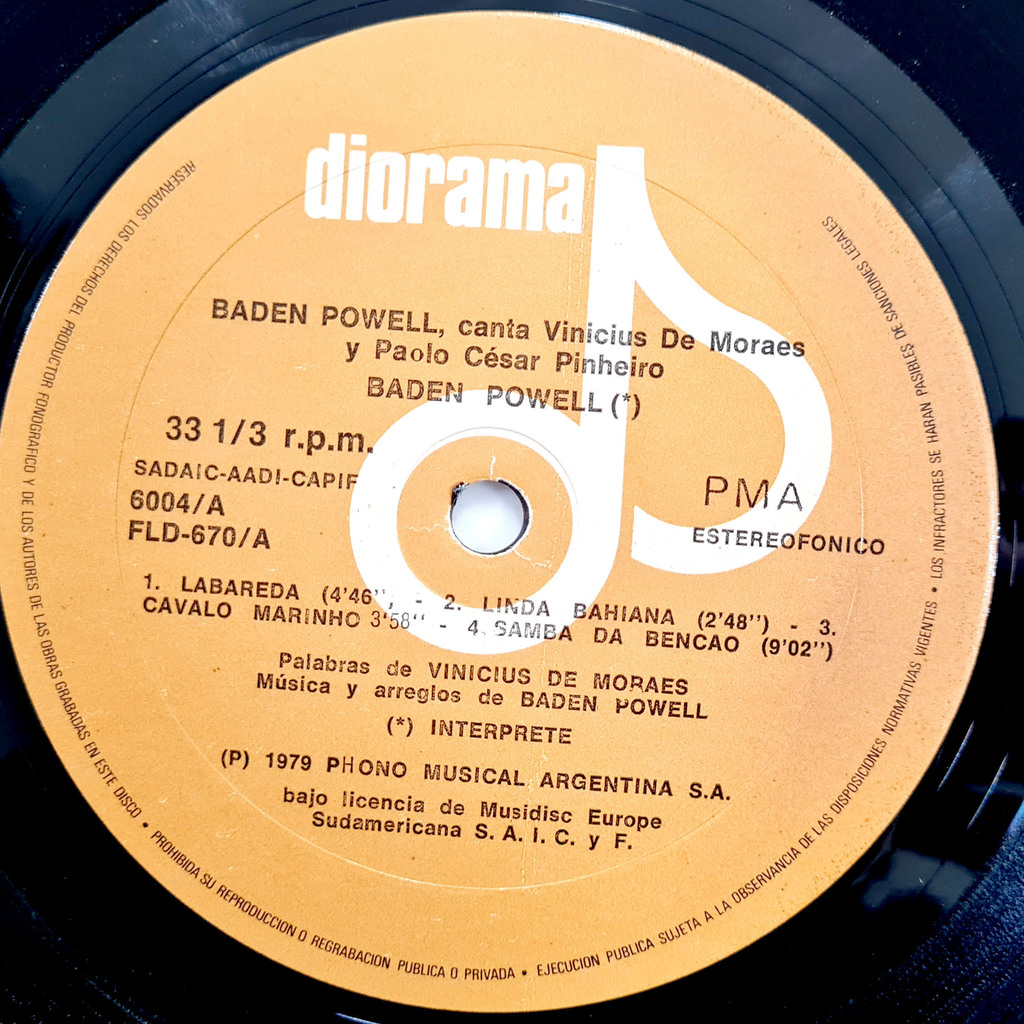 diorama
BADEN POWELL, canta Vinicius De Moraes
y Paolo César Pinheiro
BADEN POWELL (*)
33 1/3 r.p.m.
SADAIC-AADI-CAPIF
6004/A
FLD-670/A
PMA
ESTEREOFONICO
1. LABAREDA (4'46'', - 2. LINDA BAHIANA (2'48'') - 3.
CAVALO MARINHO 3'58'' - 4. SAMBA DA BENCAO (9'02'')
Palabras de VINICIUS DE MORAES
Música y arreglos de BADEN POWELL
(*) INTERPRETE
(P) 1979 PHONO MUSICAL ARGENTINA S.A.
bajo licencia de Musidisc Europe
Sudamericana S. A. I. C. y F.
RESERVADOS LOS DERECHOS DEL PRODUCTOR FONOGRAFICO Y DE LOS AUTORES DE LAS OBRAS GRABADAS EN ESTE DISCO • PROHIBIDA SU REPRODUCCION O REGRABACION PUBLICA O PRIVADA • EJECUCION PUBLICA SUJETA A LA OBSERVANCIA DE LAS DISPOSICIONES NORMATIVAS VIGENTES • LOS INFRACTORES SE HARAN PASIBLES DE SANCIONES LEGALES